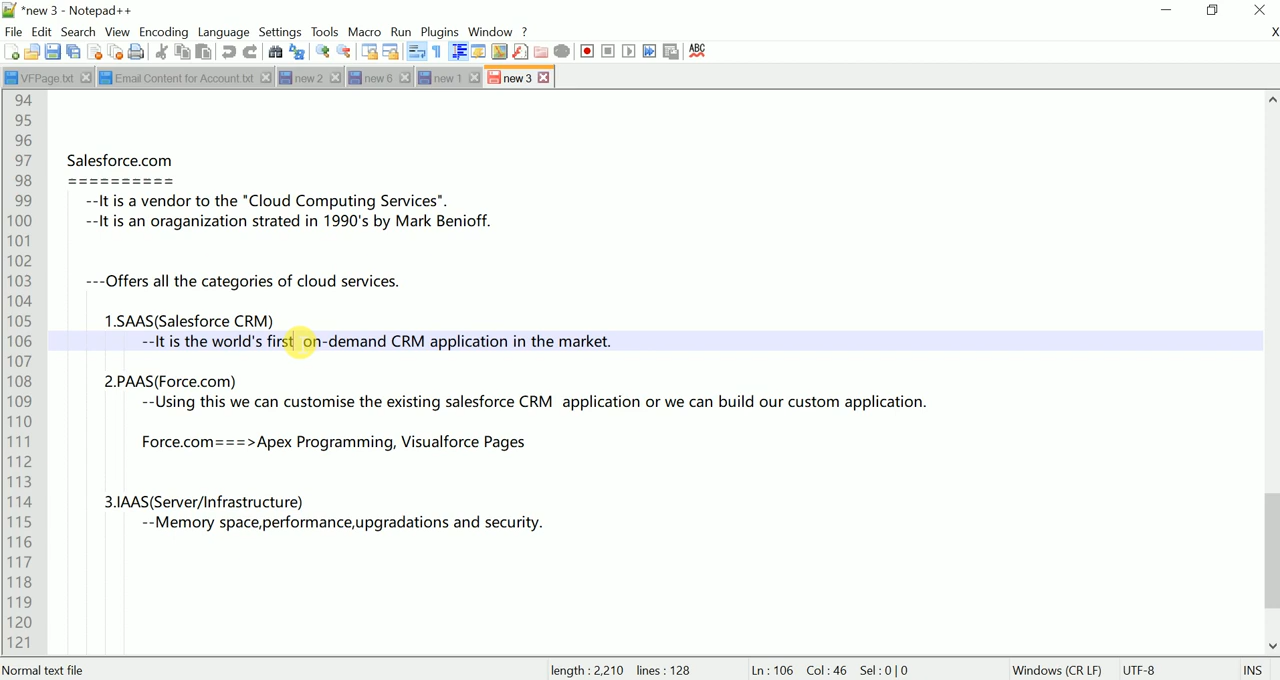 *new 3 - Notepad++
File Edit Search View Encoding Language Settings Tools Macro Run Plugins Window ? X
ABC
VFPage.txt Email Content for Account.txt new 2 new 6 new 1 new 3
94
95
96
97 Salesforce.com
98 ==========
99 --It is a vendor to the "Cloud Computing Services".
100 --It is an oraganization strated in 1990's by Mark Benioff.
101
102
103 ---Offers all the categories of cloud services.
104
105 1.SAAS(Salesforce CRM)
106 --It is the world's first on-demand CRM application in the market.
107
108 2.PAAS(Force.com)
109 --Using this we can customise the existing salesforce CRM application or we can build our custom application.
110
111 Force.com===>Apex Programming, Visualforce Pages
112
113
114 3.IAAS(Server/Infrastructure)
115 --Memory space,performance,upgradations and security.
116
117
118
119
120
121
Normal text file length : 2,210 lines : 128 Ln : 106 Col : 46 Sel : 0 | 0 Windows (CR LF) UTF-8 INS